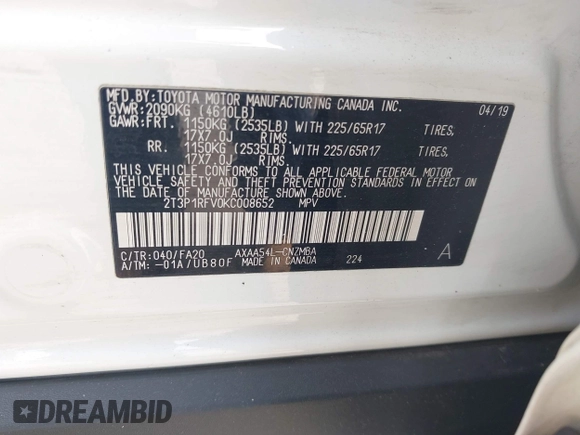 MFD.BY:TOYOTA MOTOR MANUFACTURING CANADA INC. 04/19
GVWR:2090KG (4610LB)
GAWR:FRT. 1150KG (2535LB) WITH 225/65R17 TIRES,
17X7.0J RIMS.
RR. 1150KG (2535LB) WITH 225/65R17 TIRES,
17X7.0J RIMS.
THIS VEHICLE CONFORMS TO ALL APPLICABLE FEDERAL MOTOR
VEHICLE SAFETY AND THEFT PREVENTION STANDARDS IN EFFECT
ON THE DATE OF MANUFACTURE SHOWN ABOVE.
2T3P1RFV0KC008652 MPV
C/TR:040/FA20 AXAA54L-CNZMBA A
A/TM:-01A/UB80F MADE IN CANADA 224
DREAMBID